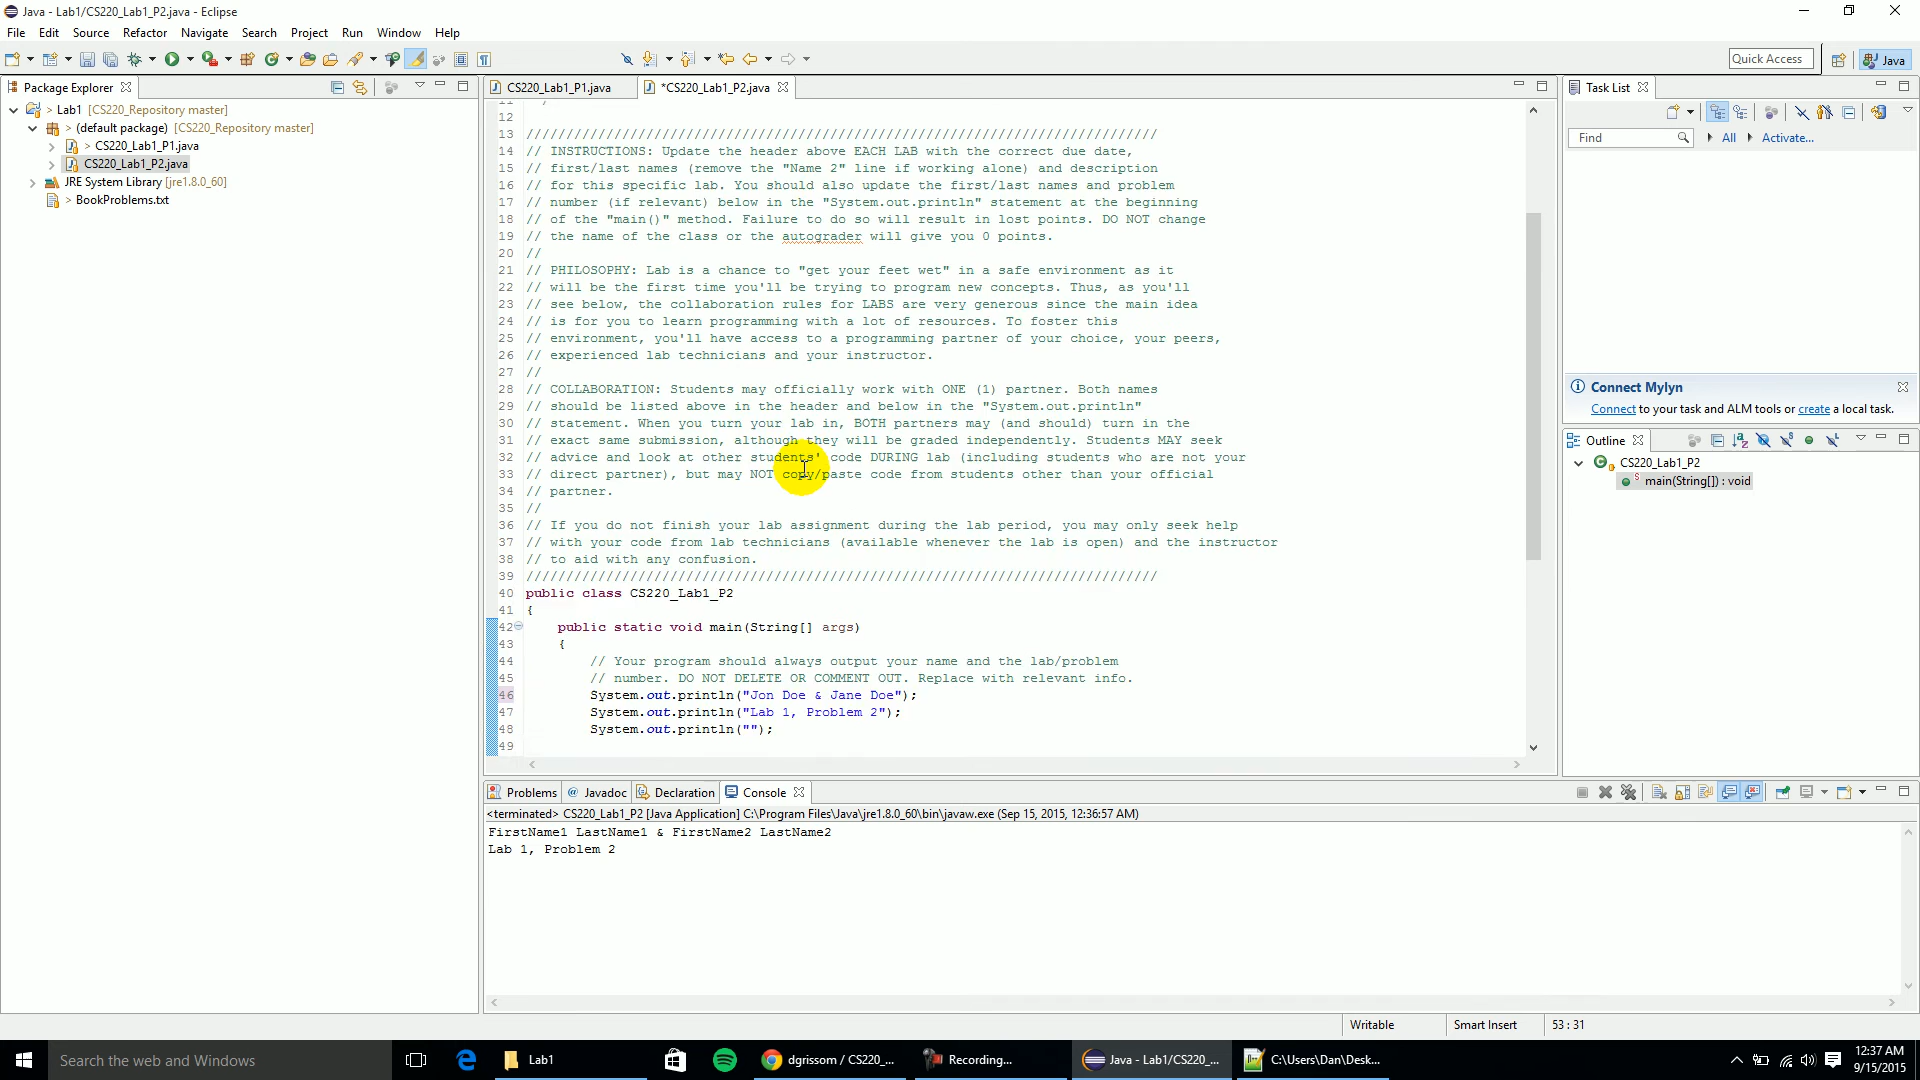 Java - Lab1/CS220_Lab1_P2.java - Eclipse
File Edit Source Refactor Navigate Search Project Run Window Help
Quick Access
Java
Package Explorer
Lab1 [CS220_Repository master]
> (default package) [CS220_Repository master]
> CS220_Lab1_P1.java
CS220_Lab1_P2.java
JRE System Library [jre1.8.0_60]
> BookProblems.txt
CS220_Lab1_P1.java
*CS220_Lab1_P2.java
12
13 ///////////////////////////////////////////////////////////////////////////////
14 // INSTRUCTIONS: Update the header above EACH LAB with the correct due date,
15 // first/last names (remove the "Name 2" line if working alone) and description
16 // for this specific lab. You should also update the first/last names and problem
17 // number (if relevant) below in the "System.out.println" statement at the beginning
18 // of the "main()" method. Failure to do so will result in lost points. DO NOT change
19 // the name of the class or the autograder will give you 0 points.
20 //
21 // PHILOSOPHY: Lab is a chance to "get your feet wet" in a safe environment as it
22 // will be the first time you'll be trying to program new concepts. Thus, as you'll
23 // see below, the collaboration rules for LABS are very generous since the main idea
24 // is for you to learn programming with a lot of resources. To foster this
25 // environment, you'll have access to a programming partner of your choice, your peers,
26 // experienced lab technicians and your instructor.
27 //
28 // COLLABORATION: Students may officially work with ONE (1) partner. Both names
29 // should be listed above in the header and below in the "System.out.println"
30 // statement. When you turn your lab in, BOTH partners may (and should) turn in the
31 // exact same submission, although they will be graded independently. Students MAY seek
32 // advice and look at other students' code DURING lab (including students who are not your
33 // direct partner), but may NOT copy/paste code from students other than your official
34 // partner.
35 //
36 // If you do not finish your lab assignment during the lab period, you may only seek help
37 // with your code from lab technicians (available whenever the lab is open) and the instructor
38 // to aid with any confusion.
39 ///////////////////////////////////////////////////////////////////////////////
40 public class CS220_Lab1_P2
41 {
42 public static void main(String[] args)
43 {
44 // Your program should always output your name and the lab/problem
45 // number. DO NOT DELETE OR COMMENT OUT. Replace with relevant info.
46 System.out.println("Jon Doe & Jane Doe");
47 System.out.println("Lab 1, Problem 2");
48 System.out.println("");
49
Task List
Find
All
Activate...
Connect Mylyn
Connect to your task and ALM tools or create a local task.
Outline
CS220_Lab1_P2
main(String[]) : void
Problems @ Javadoc Declaration Console
<terminated> CS220_Lab1_P2 [Java Application] C:\Program Files\Java\jre1.8.0_60\bin\javaw.exe (Sep 15, 2015, 12:36:57 AM)
FirstName1 LastName1 & FirstName2 LastName2
Lab 1, Problem 2
Writable
Smart Insert
53 : 31
Search the web and Windows
Lab1
dgrissom / CS220_...
Recording...
Java - Lab1/CS220_...
C:\Users\Dan\Desk...
12:37 AM
9/15/2015